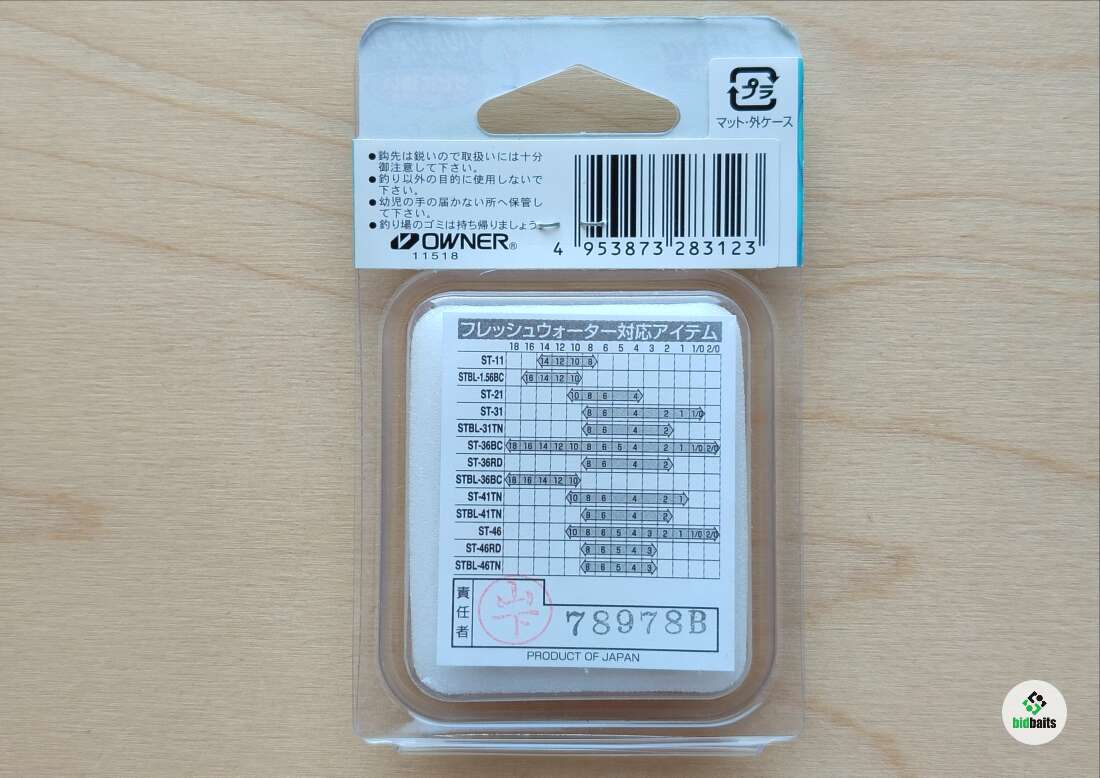 プラ
マット・外ケース
●鈎先は鋭いので取扱いには十分
御注意して下さい。
●釣り以外の目的に使用しないで
下さい。
●幼児の手の届かない所へ保管し
て下さい。
●釣り場のゴミは持ち帰りましょう。
OWNER®
11518
4 953873 283123
フレッシュウォーター対応アイテム
18 16 14 12 10 8 6 5 4 3 2 1 1/0 2/0
ST-11 14 12 10 8
STBL-1.56BC 16 14 12 10
ST-21 10 8 6 4
ST-31 8 6 4 2 1 1/0
STBL-31TN 8 6 4 2
ST-36BC 18 16 14 12 10 8 6 5 4 2 1 1/0 2/0
ST-36RD 8 6 4 2
STBL-36BC 18 16 14 12 10
ST-41TN 10 8 6 4 2 1
STBL-41TN 8 6 4 2
ST-46 10 8 6 5 4 3 2 1 1/0 2/0
ST-46RD 8 6 5 4 3
STBL-46TN 8 6 5 4 3
責任者 山下 78978B
PRODUCT OF JAPAN
bidbaits